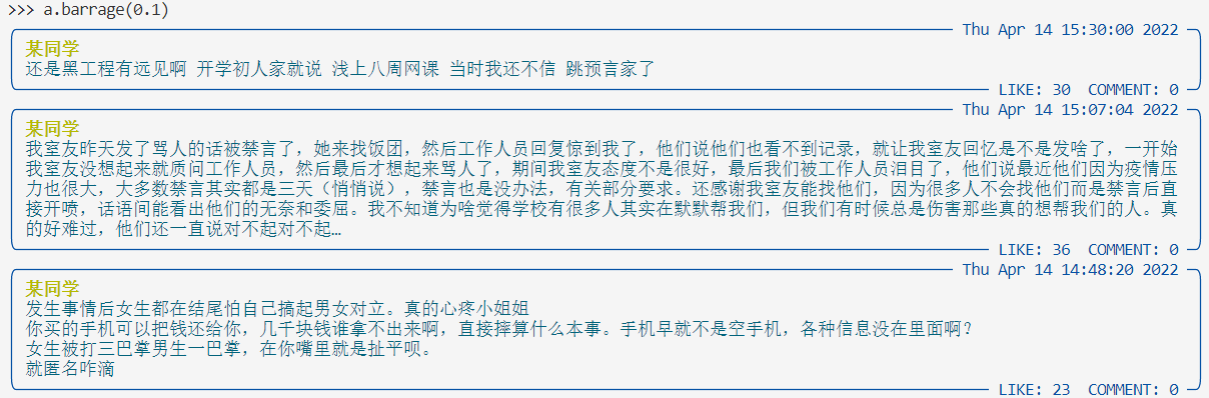 >>> a.barrage(0.1)
Thu Apr 14 15:30:00 2022
某同学
还是黑工程有远见啊 开学初人家就说 浅上八周网课 当时我还不信 跳预言家了
LIKE: 30 COMMENT: 0
Thu Apr 14 15:07:04 2022
某同学
我室友昨天发了骂人的话被禁言了，她来找饭团，然后工作人员回复惊到我了，他们说他们也看不到记录，就让我室友回忆是不是发啥了，一开始
我室友没想起来就质问工作人员，然后最后才想起来骂人了，期间我室友态度不是很好，最后我们被工作人员泪目了，他们说最近他们因为疫情压
力也很大，大多数禁言其实都是三天（悄悄说），禁言也是没办法，有关部分要求。还感谢我室友能找他们，因为很多人不会找他们而是禁言后直
接开喷，话语间能看出他们的无奈和委屈。我不知道为啥觉得学校有很多人其实在默默帮我们，但我们有时候总是伤害那些真的想帮我们的人。真
的好难过，他们还一直说对不起对不起…
LIKE: 36 COMMENT: 0
Thu Apr 14 14:48:20 2022
某同学
发生事情后女生都在结尾怕自己搞起男女对立。真的心疼小姐姐
你买的手机可以把钱还给你，几千块钱谁拿不出来啊，直接摔算什么本事。手机早就不是空手机，各种信息没在里面啊？
女生被打三巴掌男生一巴掌，在你嘴里就是扯平呗。
就匿名咋滴
LIKE: 23 COMMENT: 0